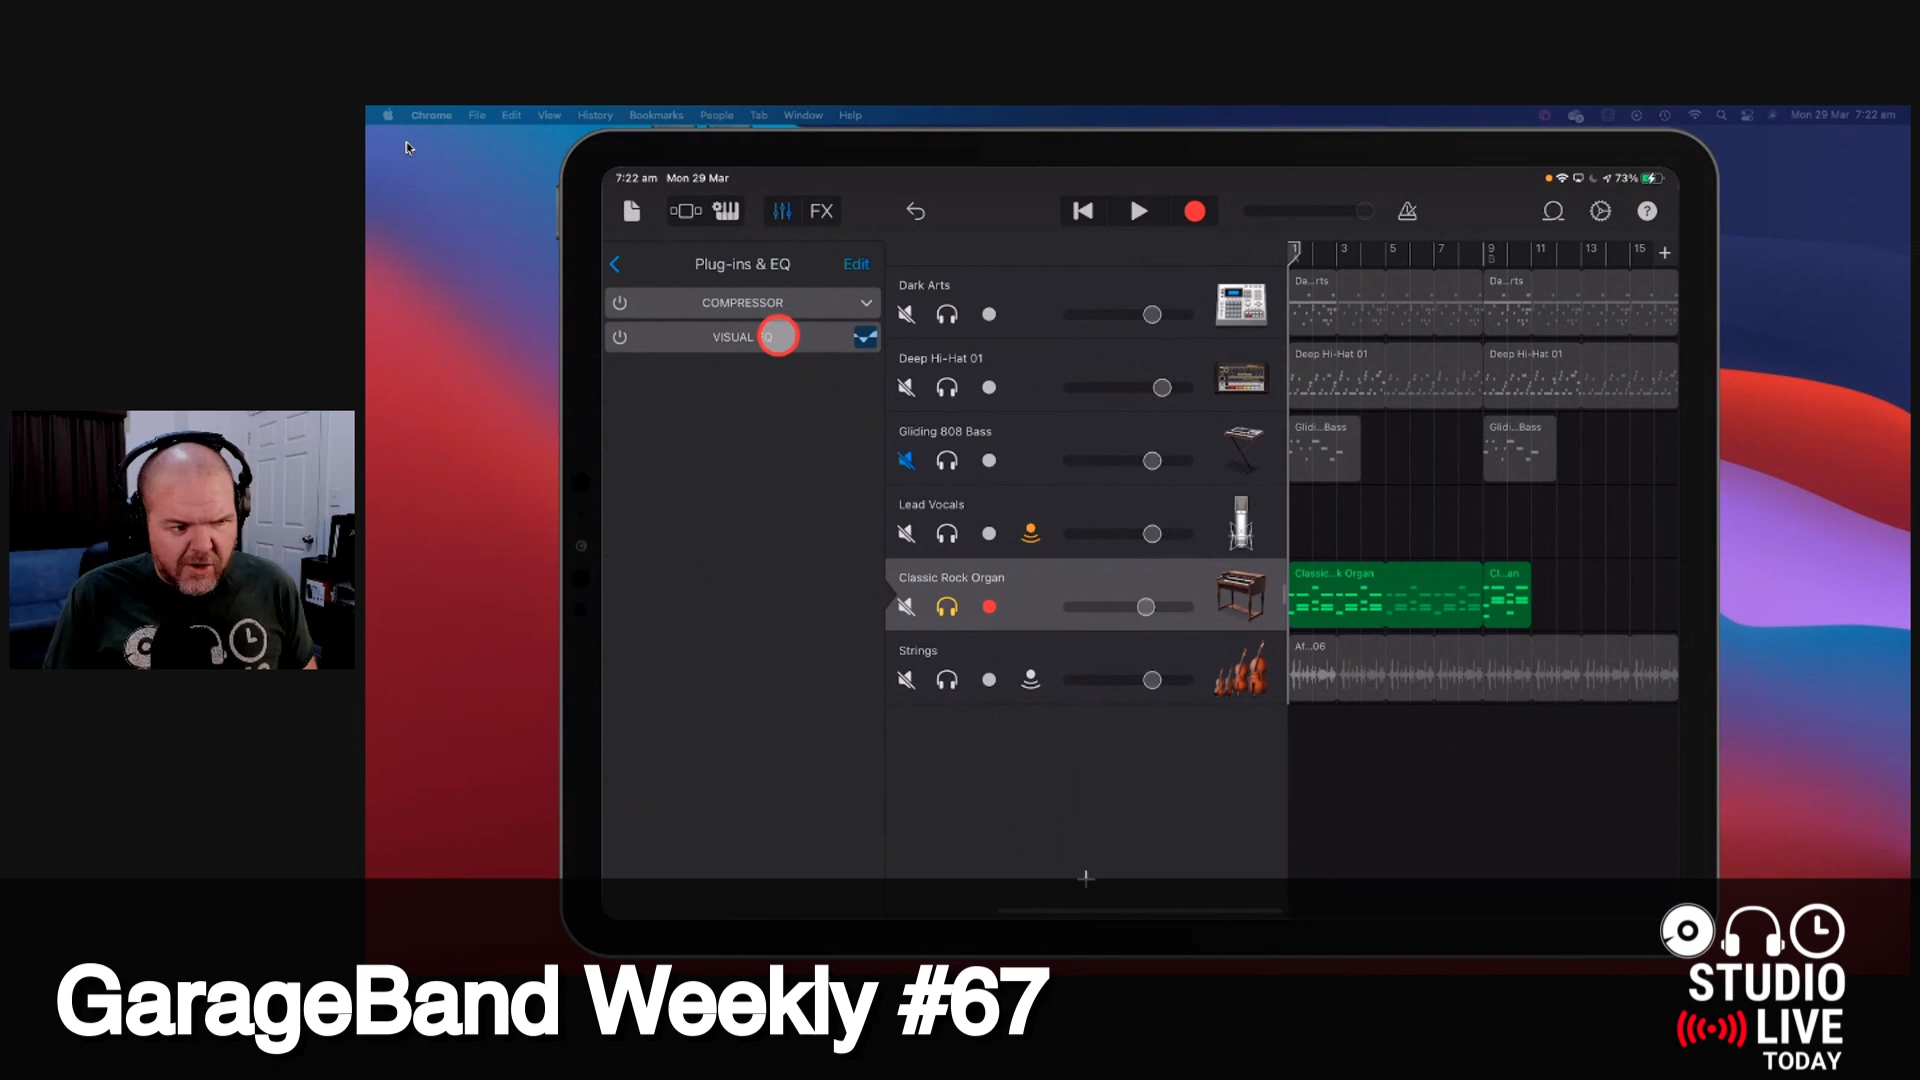 Chrome File Edit View History Bookmarks People Tab Window Help Mon 29 Mar 7:22 am
7:22 am Mon 29 Mar 73%
FX
Plug-ins & EQ Edit
COMPRESSOR
VISUAL EQ
1 3 5 7 9 11 13 15
B
Dark Arts
Da...rts Da...rts
Deep Hi-Hat 01
Deep Hi-Hat 01 Deep Hi-Hat 01
Gliding 808 Bass
Glidi...Bass Glidi...Bass
Lead Vocals
Classic Rock Organ
Classic...k Organ Cl...an
Strings
Af...06
GarageBand Weekly #67
STUDIO
LIVE
TODAY